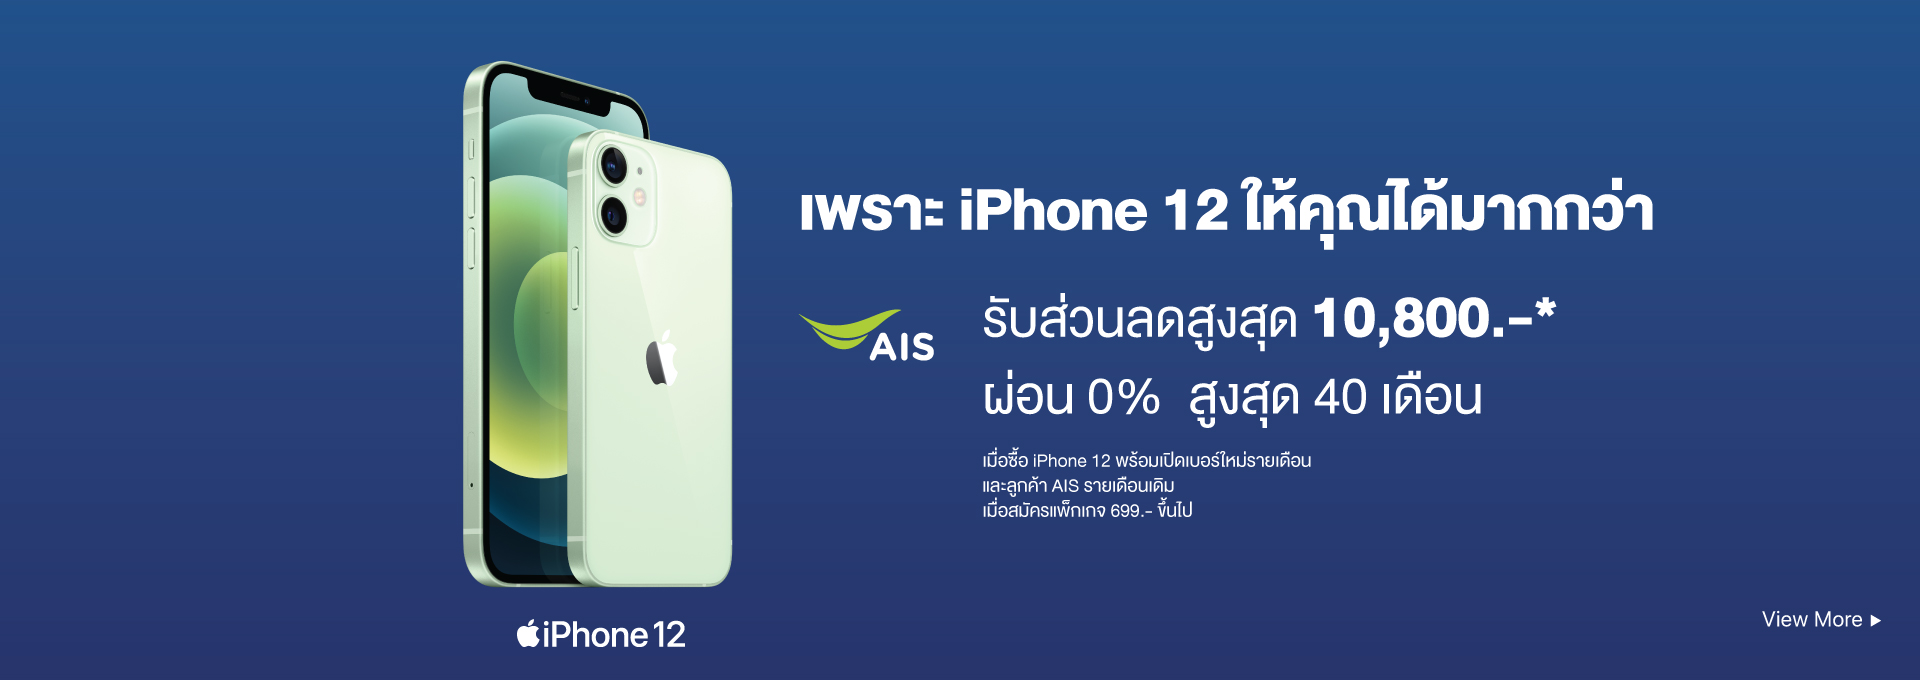 เพราะ iPhone 12 ให้คุณได้มากกว่า
AIS
รับส่วนลดสูงสุด 10,800.-*
ผ่อน 0% สูงสุด 40 เดือน
เมื่อซื้อ iPhone 12 พร้อมเปิดเบอร์ใหม่รายเดือน
และลูกค้า AIS รายเดือนเดิม
เมื่อสมัครแพ็กเกจ 699.- ขึ้นไป
iPhone 12
View More ▶